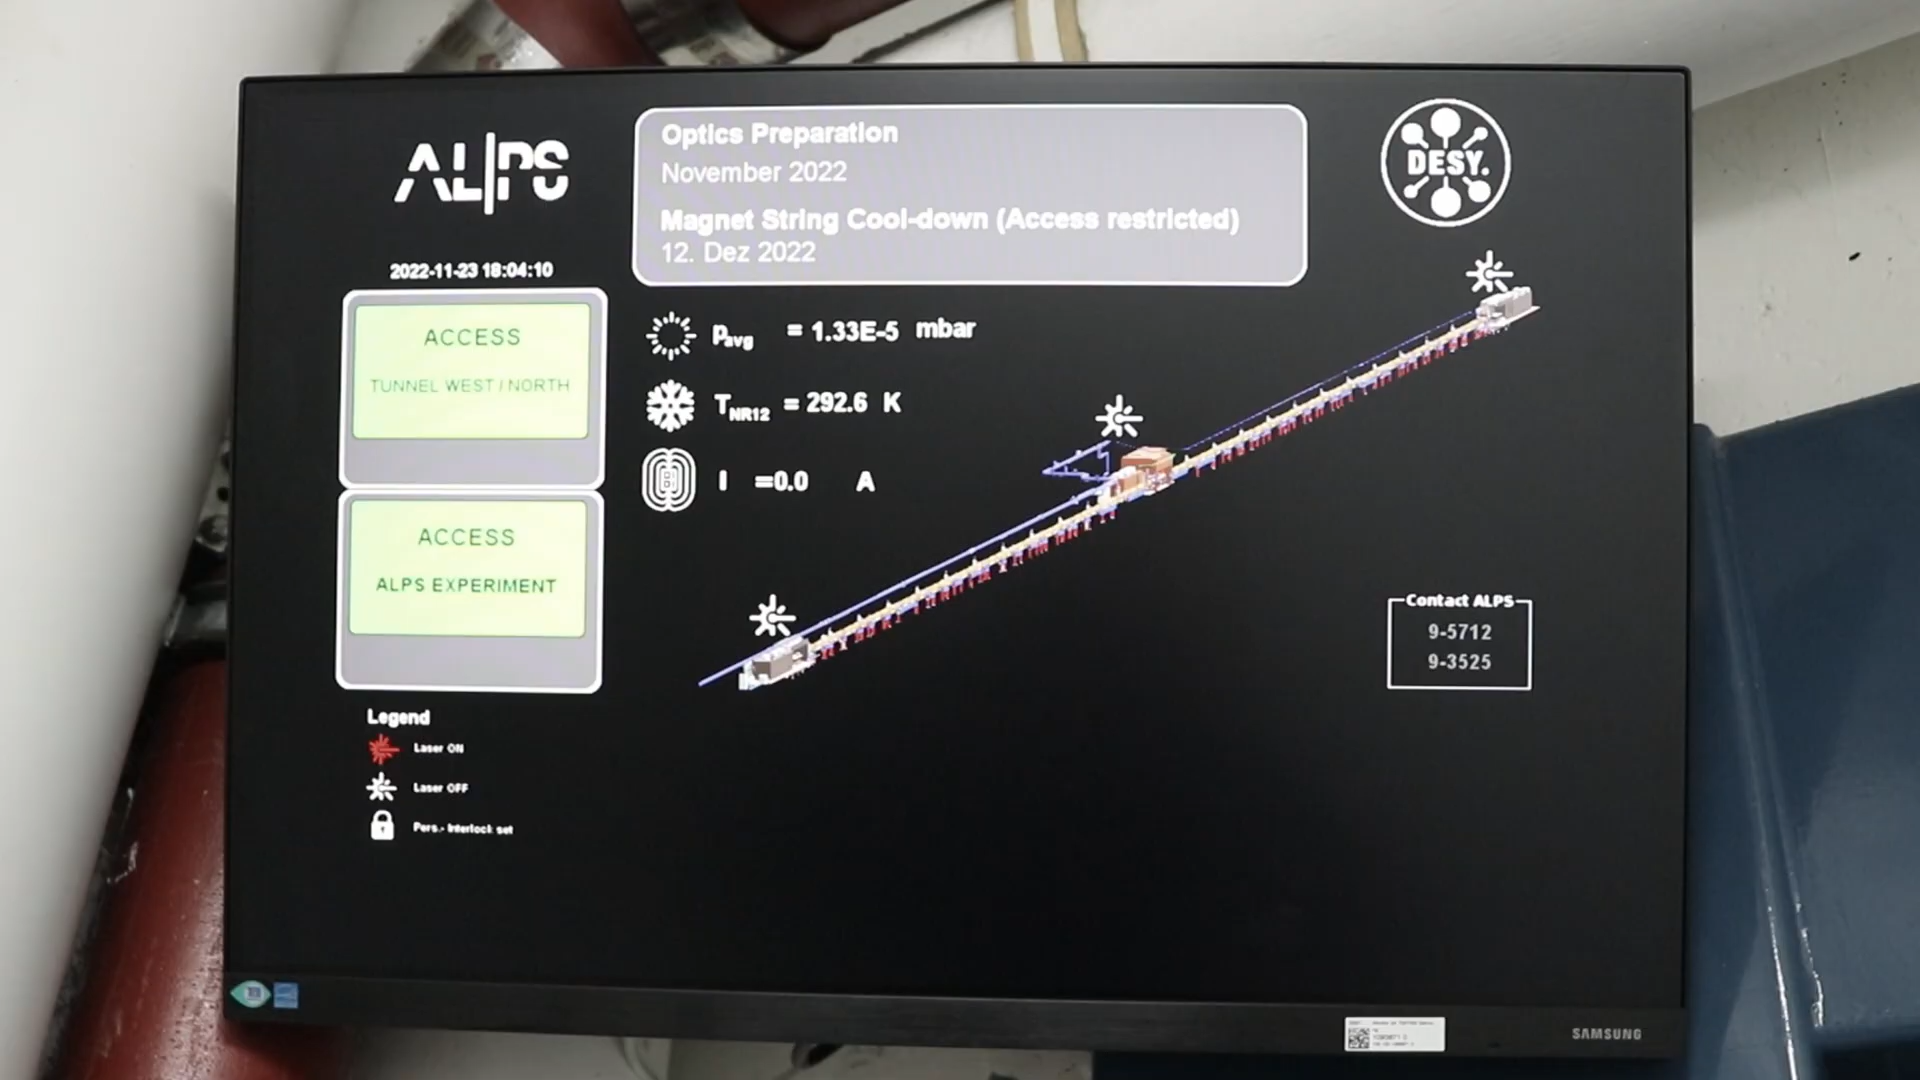 ALPS
Optics Preparation
November 2022
Magnet String Cool-down (Access restricted)
12. Dez 2022
DESY.
2022-11-23 18:04:10
ACCESS
TUNNEL WEST / NORTH
ACCESS
ALPS EXPERIMENT
pavg = 1.33E-5 mbar
TNR12 = 292.6 K
I =0.0 A
Contact ALPS
9-5712
9-3525
Legend
Laser ON
Laser OFF
Pers.- Interlock set
SAMSUNG